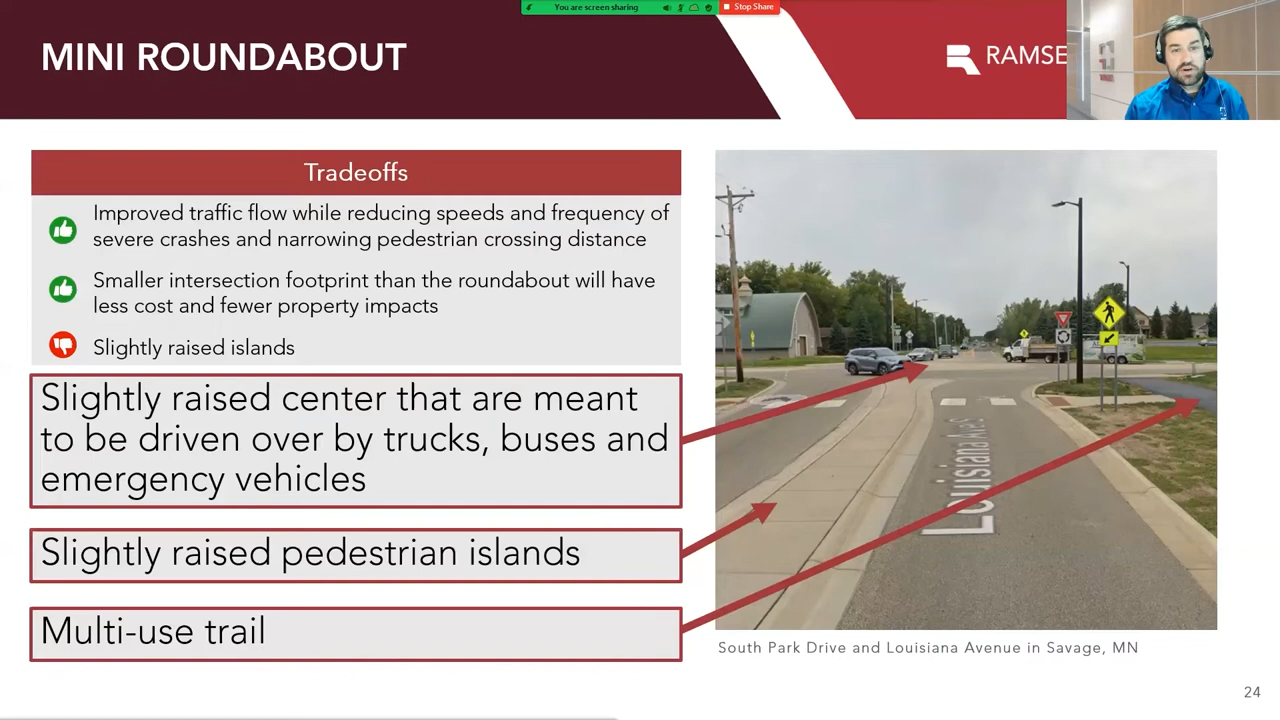 You are screen sharing
Stop Share
MINI ROUNDABOUT
RAMSE
Tradeoffs
Improved traffic flow while reducing speeds and frequency of
severe crashes and narrowing pedestrian crossing distance
Smaller intersection footprint than the roundabout will have
less cost and fewer property impacts
Slightly raised islands
Slightly raised center that are meant
to be driven over by trucks, buses and
emergency vehicles
Slightly raised pedestrian islands
Multi-use trail
Louisiana Ave S
South Park Drive and Louisiana Avenue in Savage, MN
24